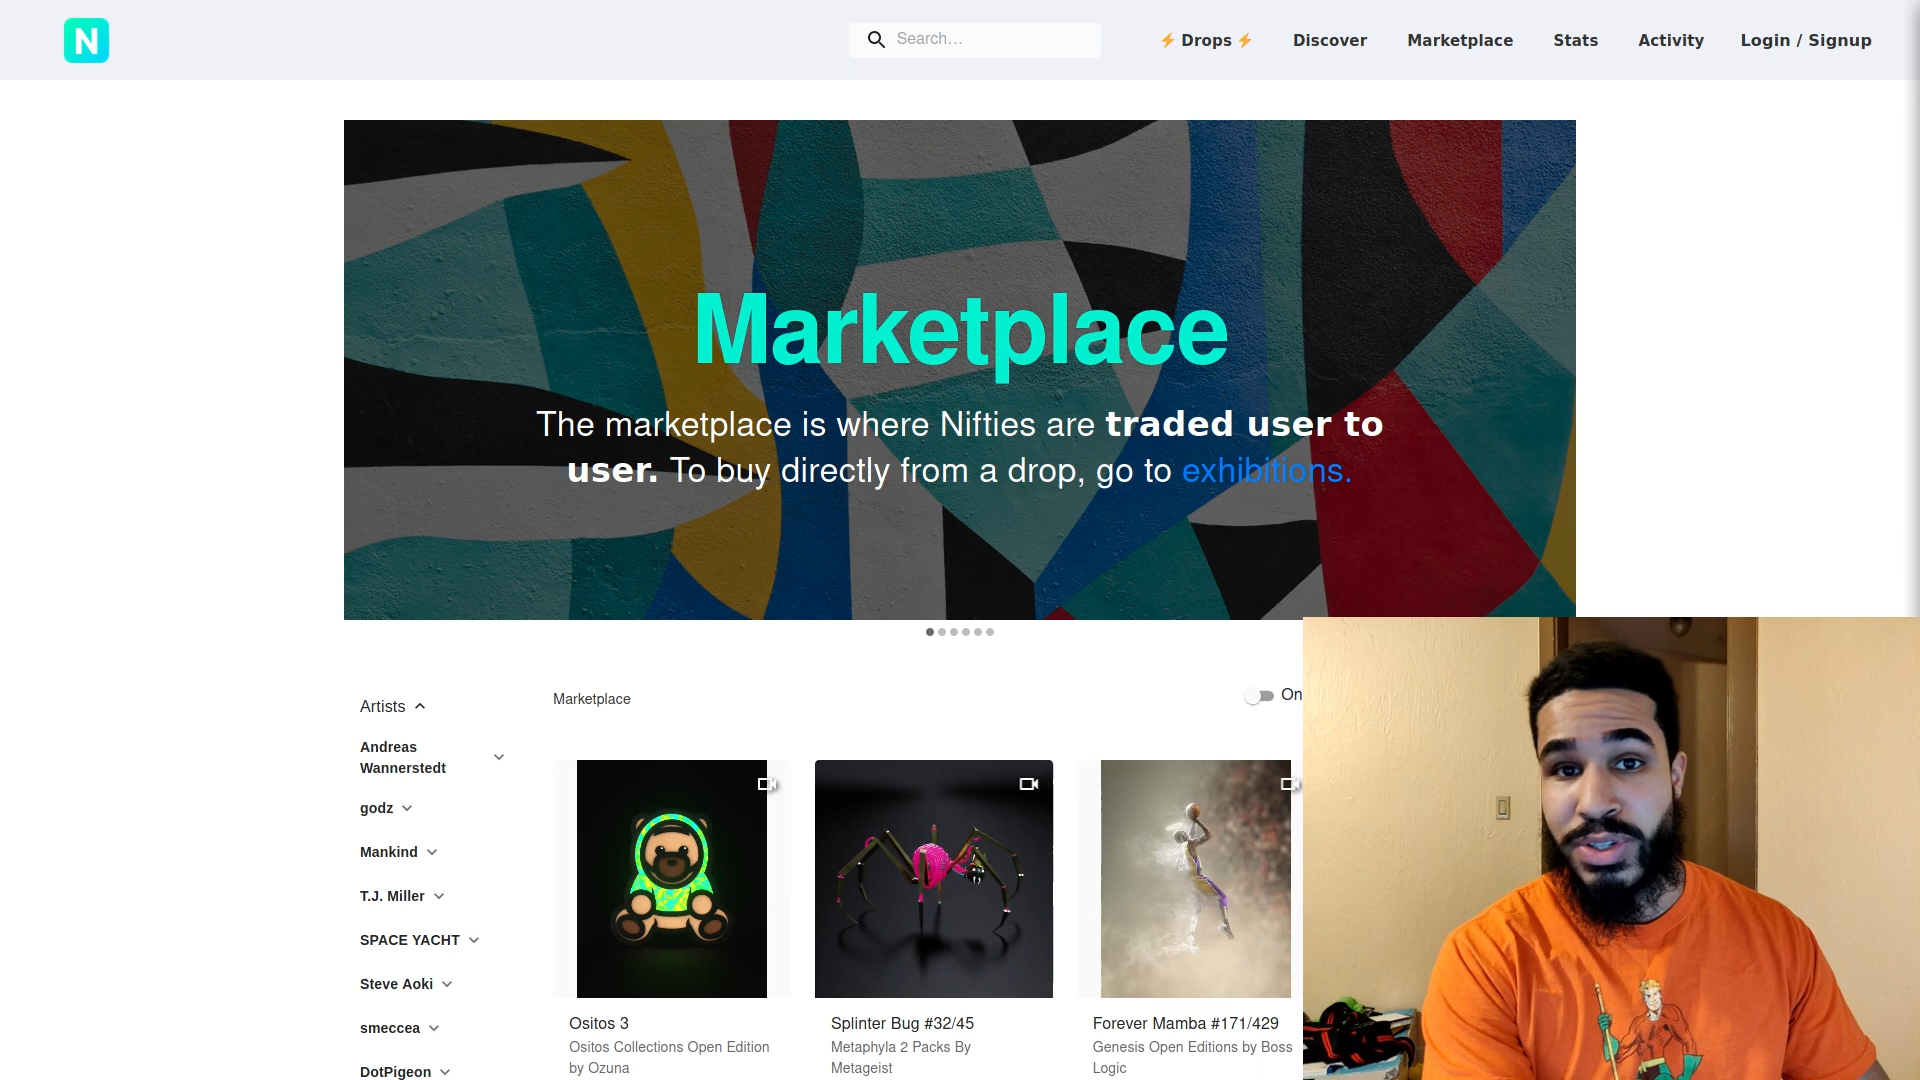 N
Search...
⚡ Drops ⚡
Discover
Marketplace
Stats
Activity
Login / Signup
Marketplace
The marketplace is where Nifties are traded user to
user. To buy directly from a drop, go to exhibitions.
Artists
Marketplace
On
Andreas
Wannerstedt
godz
Mankind
T.J. Miller
SPACE YACHT
Steve Aoki
smeccea
DotPigeon
Ositos 3
Ositos Collections Open Edition
by Ozuna
Splinter Bug #32/45
Metaphyla 2 Packs By
Metageist
Forever Mamba #171/429
Genesis Open Editions by Boss
Logic